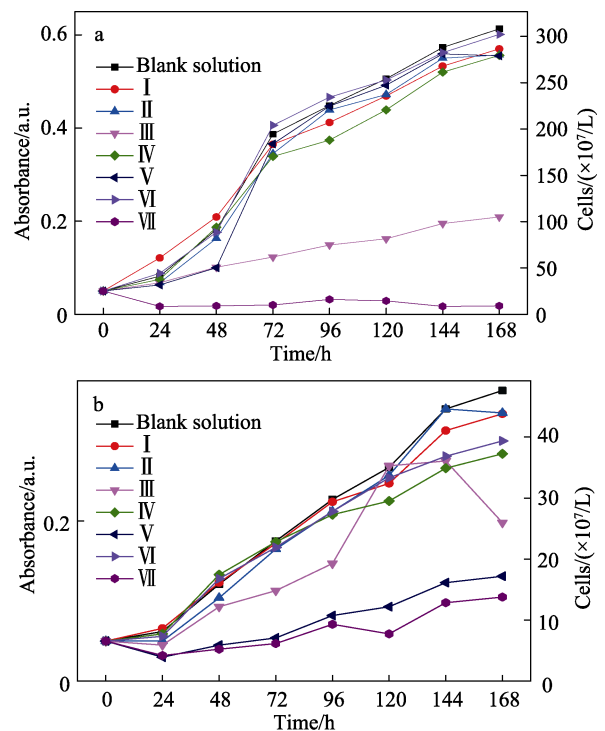 a
Blank solution
Ⅰ
Ⅱ
Ⅲ
Ⅳ
Ⅴ
Ⅵ
Ⅶ
Absorbance/a.u.
0.6
0.4
0.2
0
Cells/(×10⁷/L)
300
250
200
150
100
50
0
0 24 48 72 96 120 144 168
Time/h
b
Blank solution
Ⅰ
Ⅱ
Ⅲ
Ⅳ
Ⅴ
Ⅵ
Ⅶ
Absorbance/a.u.
0.2
0
Cells/(×10⁷/L)
40
30
20
10
0
0 24 48 72 96 120 144 168
Time/h